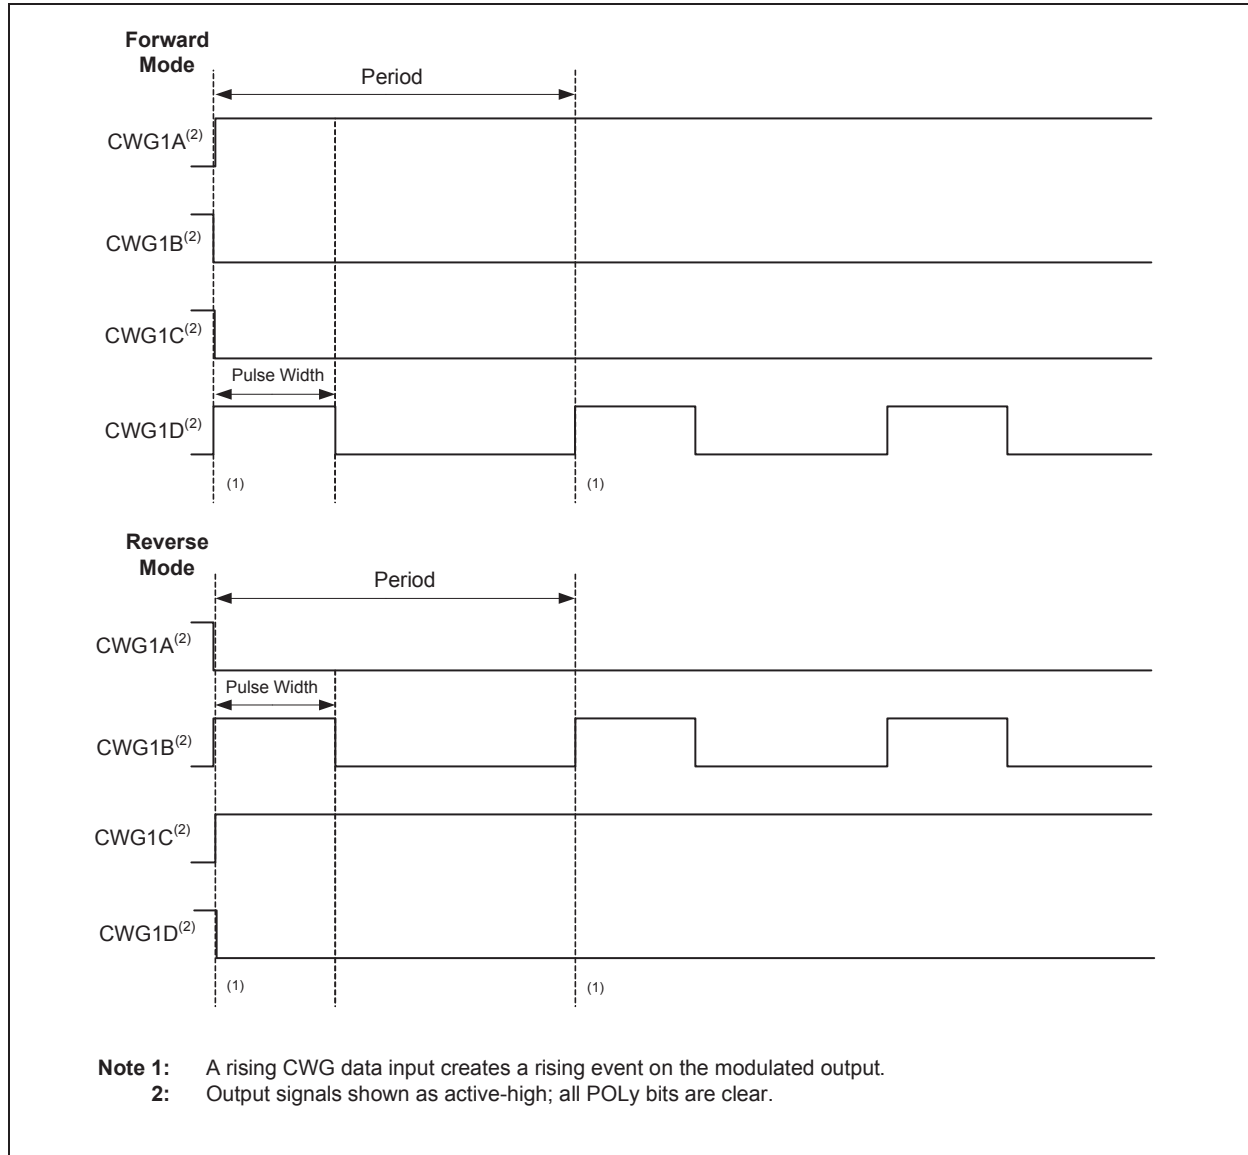 Forward
Mode
Period
CWG1A(2)
CWG1B(2)
CWG1C(2)
Pulse Width
CWG1D(2)
(1)
(1)
Reverse
Mode
Period
CWG1A(2)
Pulse Width
CWG1B(2)
CWG1C(2)
CWG1D(2)
(1)
(1)
Note 1: A rising CWG data input creates a rising event on the modulated output.
2: Output signals shown as active-high; all POLy bits are clear.